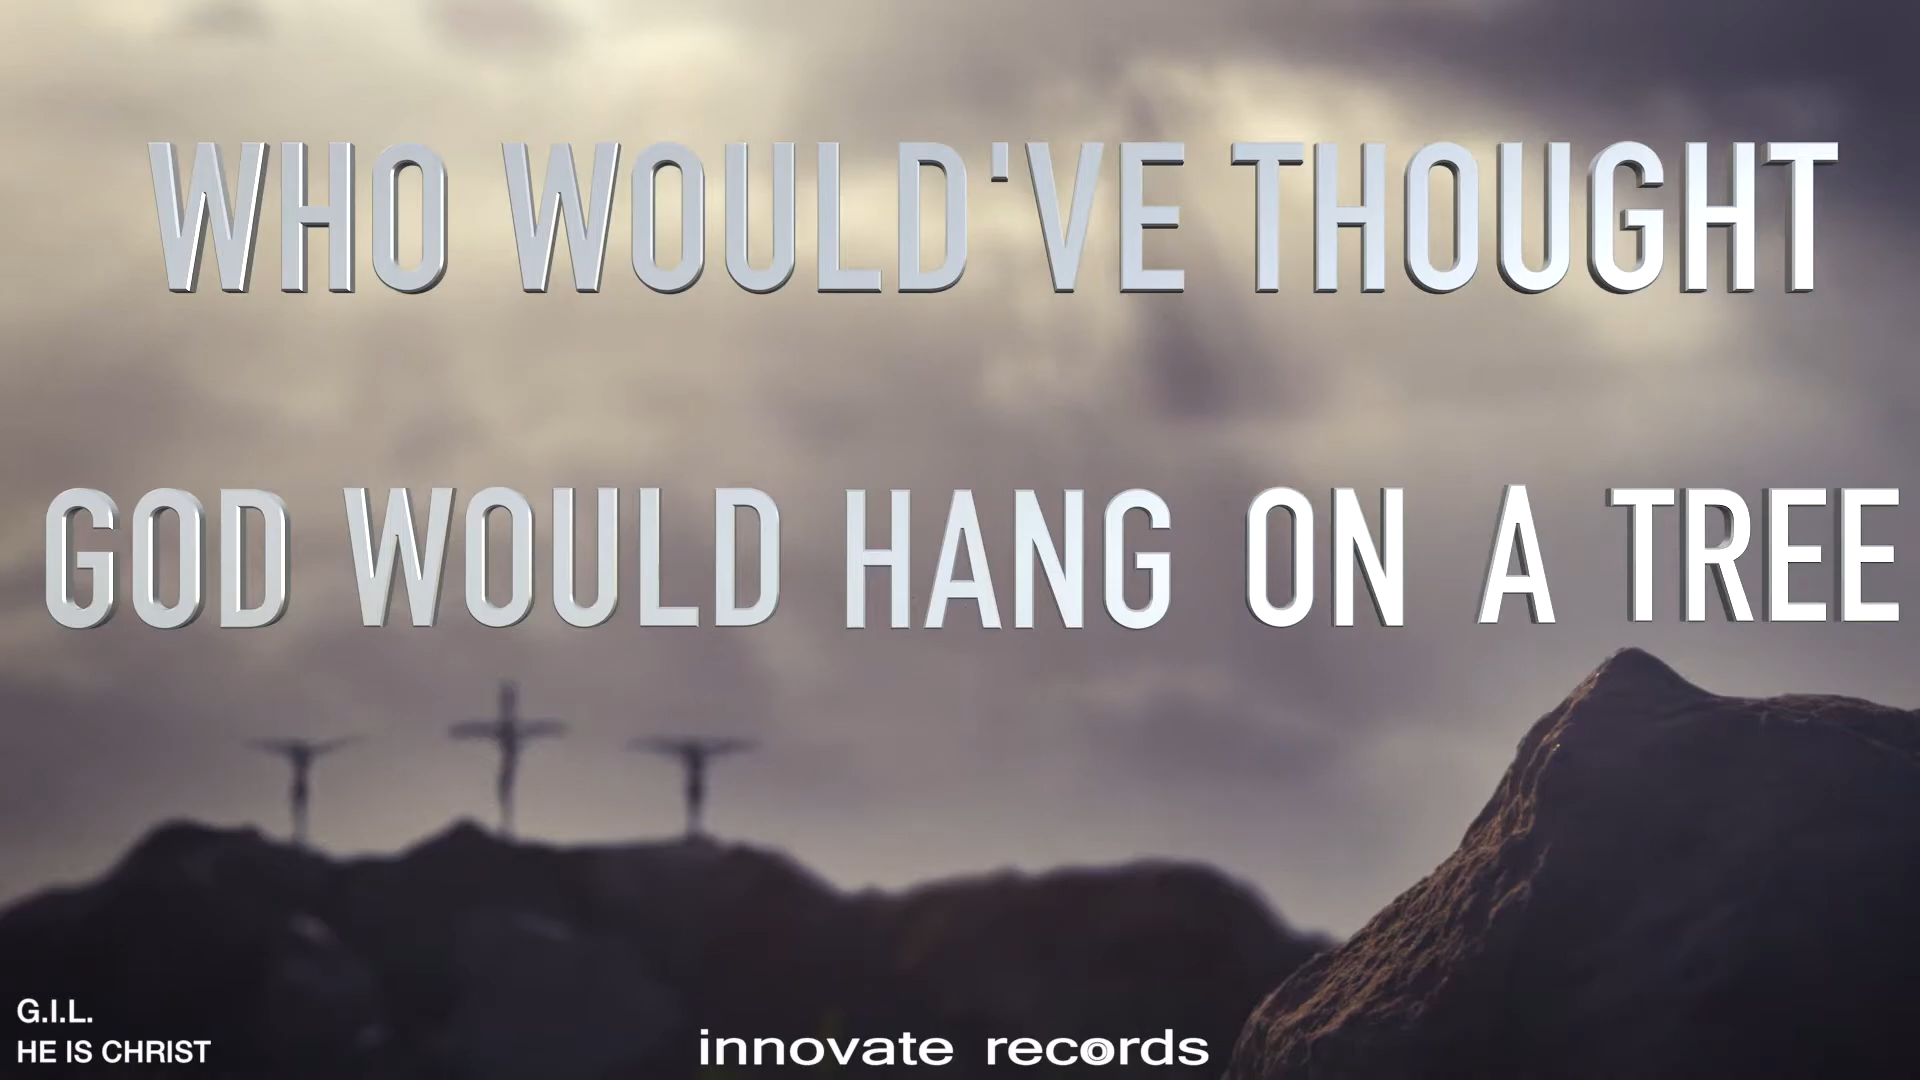 WHO WOULD'VE THOUGHT
GOD WOULD HANG ON A TREE
G.I.L.
HE IS CHRIST
innovate records